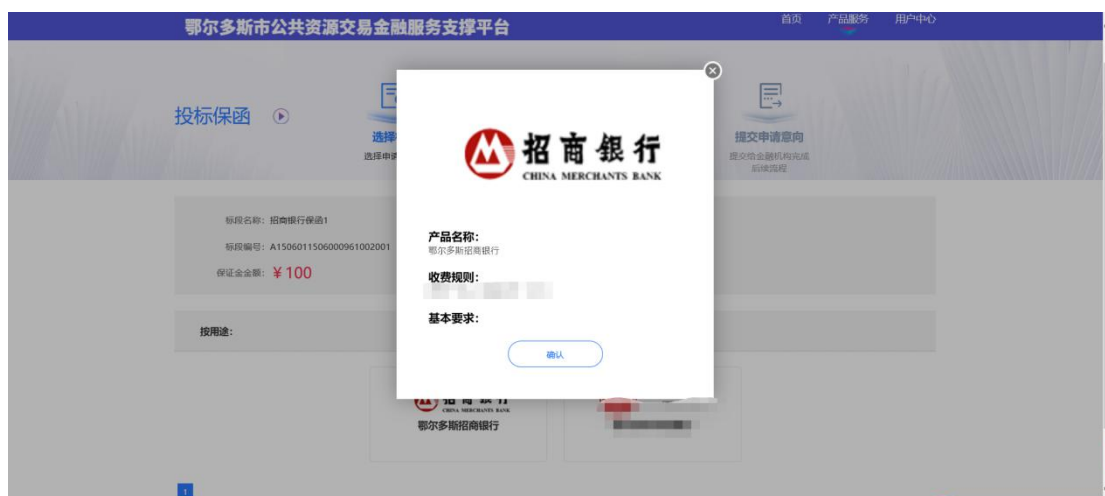 鄂尔多斯市公共资源交易金融服务支撑平台
首页 产品服务 用户中心
投标保函
选择
选择申
提交申请意向
提交给金融机构完成
后续流程
招商银行
CHINA MERCHANTS BANK
标段名称：招商银行保函1
标段编号：A1506011506000961002001
保证金金额：￥100
产品名称：
鄂尔多斯招商银行
收费规则：
基本要求：
按用途：
确认
CHINA MERCHANTS BANK
鄂尔多斯招商银行
1